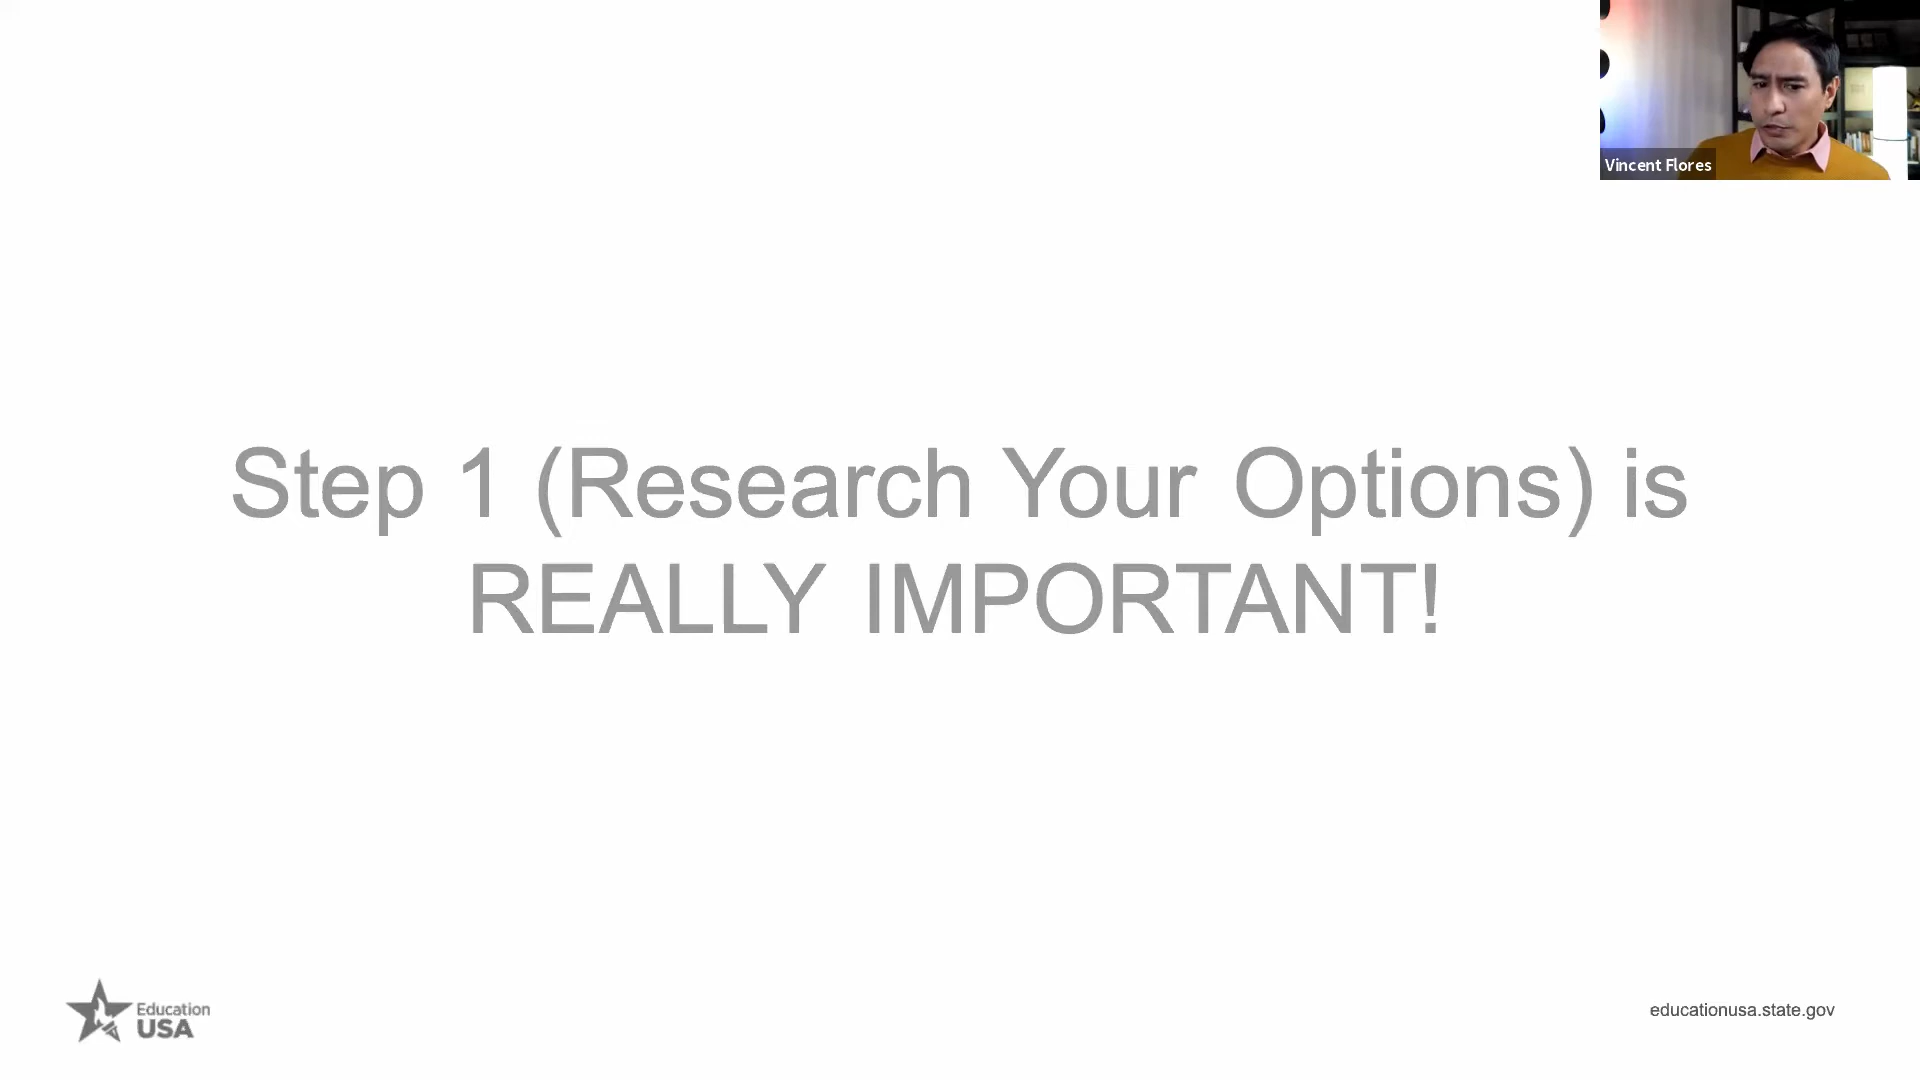 Vincent Flores
Step 1 (Research Your Options) is
REALLY IMPORTANT!
Education
USA
educationusa.state.gov